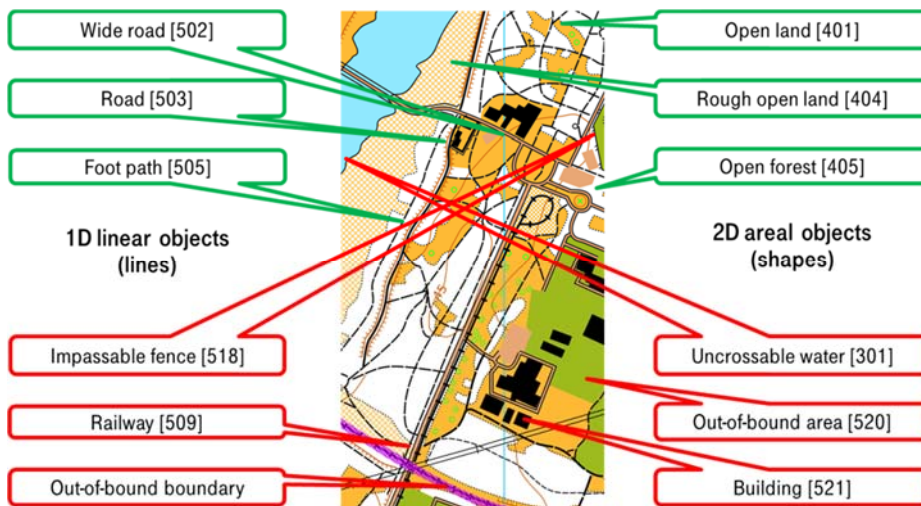 Wide road [502]
Road [503]
Foot path [505]
1D linear objects
(lines)
Impassable fence [518]
Railway [509]
Out-of-bound boundary
45
Open land [401]
Rough open land [404]
Open forest [405]
2D areal objects
(shapes)
Uncrossable water [301]
Out-of-bound area [520]
Building [521]